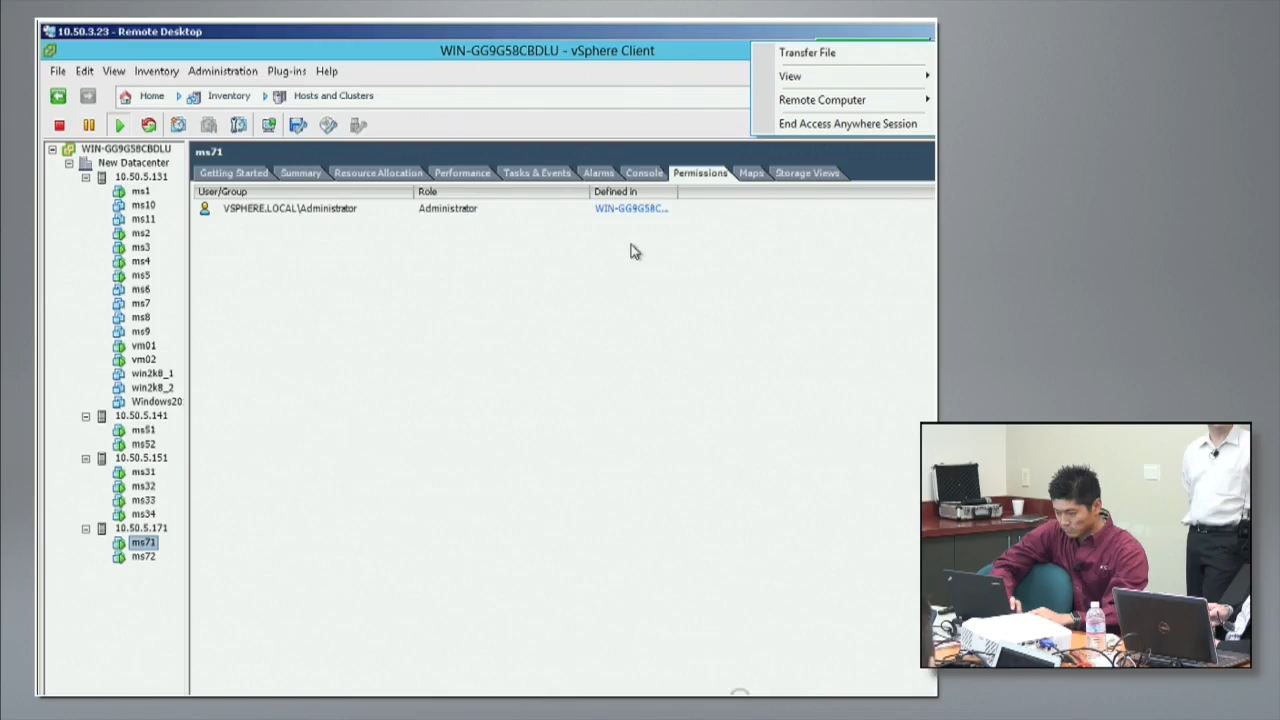 10.50.3.23 - Remote Desktop
WIN-GG9G58CBDLU - vSphere Client
File Edit View Inventory Administration Plug-ins Help
Transfer File
View
Remote Computer
End Access Anywhere Session
Home Inventory Hosts and Clusters
WIN-GG9G58CBDLU
New Datacenter
10.50.5.131
ms1
ms10
ms11
ms2
ms3
ms4
ms5
ms6
ms7
ms8
ms9
vm01
vm02
win2k8_1
win2k8_2
Windows20
10.50.5.141
ms51
ms52
10.50.5.151
ms31
ms32
ms33
ms34
10.50.5.171
ms71
ms72
ms71
Getting Started Summary Resource Allocation Performance Tasks & Events Alarms Console Permissions Maps Storage Views
User/Group Role Defined in
VSPHERE.LOCAL\Administrator Administrator WIN-GG9G58C...
DELL